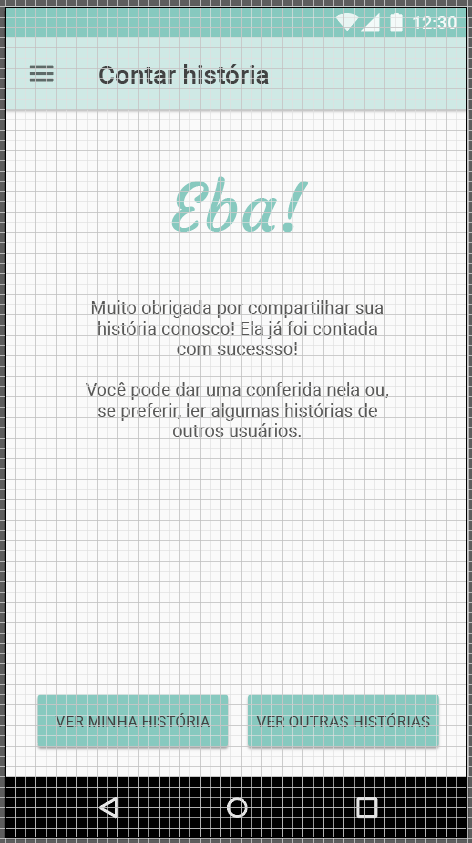 12:30
Contar história
Eba!
Muito obrigada por compartilhar sua
história conosco! Ela já foi contada
com sucessso!
Você pode dar uma conferida nela ou,
se preferir, ler algumas histórias de
outros usuários.
VER MINHA HISTÓRIA
VER OUTRAS HISTÓRIAS